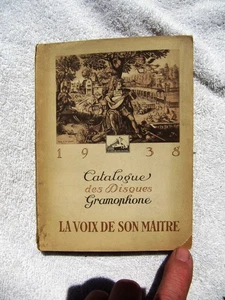 1938
Catalogue
des Disques
Gramophone
LA VOIX DE SON MAITRE